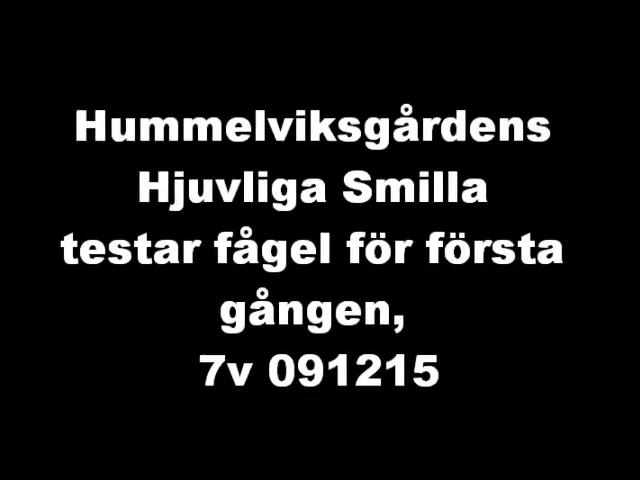 Hummelviksgårdens
Hjuvliga Smilla
testar fågel för första
gången,
7v 091215